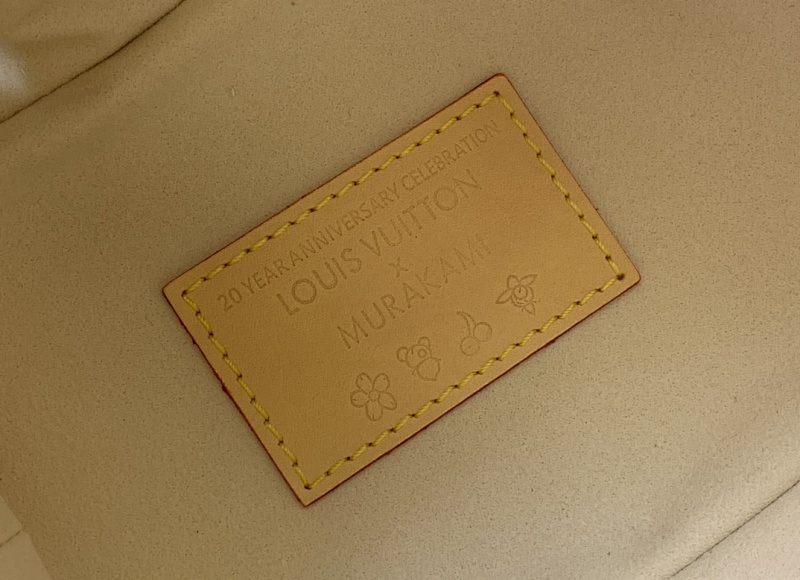 20 YEAR ANNIVERSARY CELEBRATION
LOUIS VUITTON
x
MURAKAMI